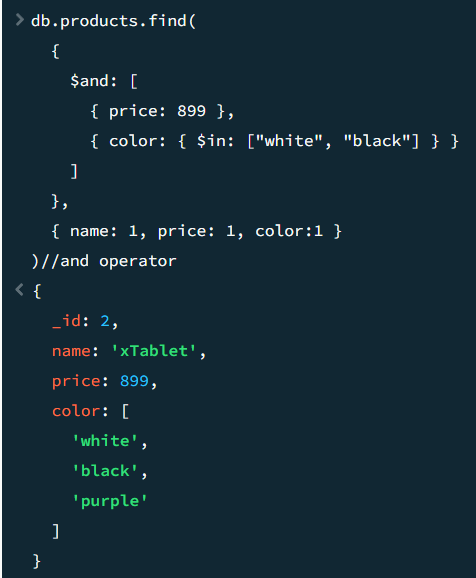 db.products.find(
{
$and: [
{ price: 899 },
{ color: { $in: ["white", "black"] } }
]
},
{ name: 1, price: 1, color:1 }
)//and operator
{
_id: 2,
name: 'xTablet',
price: 899,
color: [
'white',
'black',
'purple'
]
}